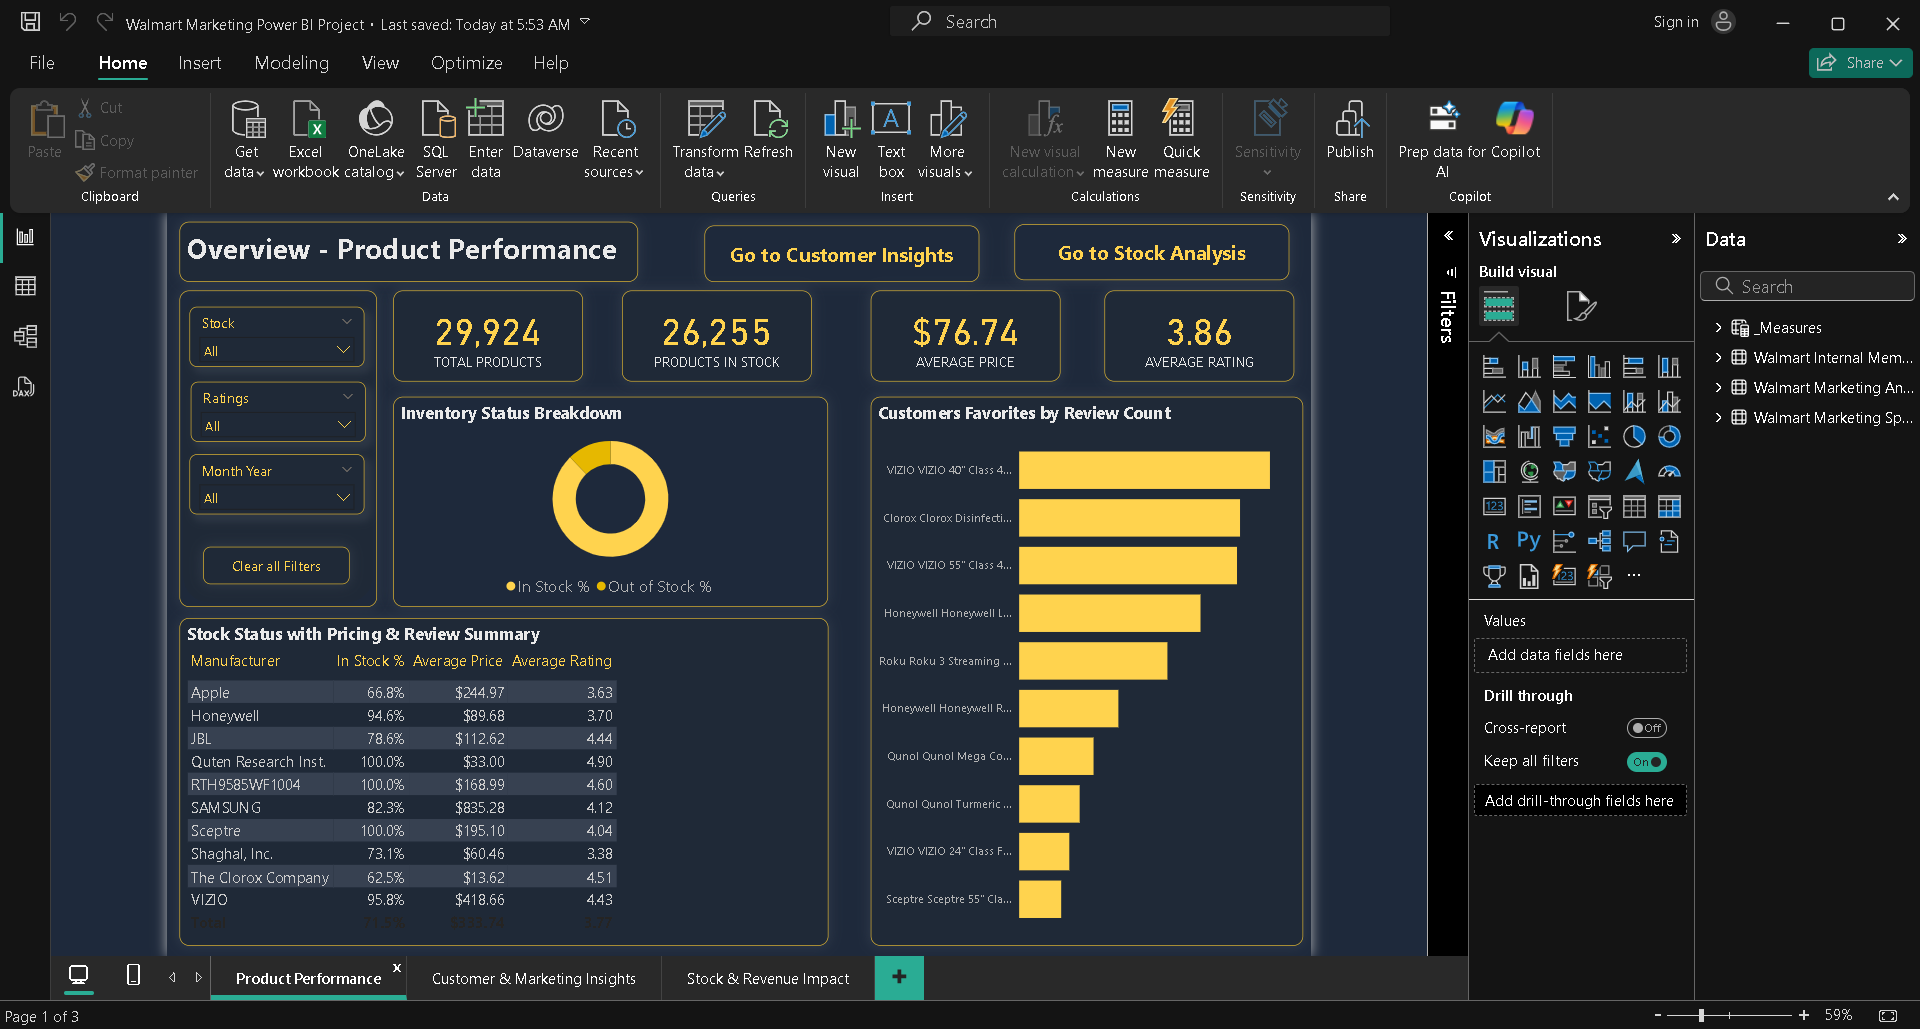 Walmart Marketing Power BI Project • Last saved: Today at 5:53 AM
Search
Sign in
File
Home
Insert
Modeling
View
Optimize
Help
Share
Paste
Cut
Copy
Format painter
Clipboard
Get data
Excel workbook
OneLake catalog
SQL Server
Enter data
Dataverse
Recent sources
Data
Transform data
Refresh
Queries
New visual
Text box
More visuals
Insert
New visual calculation
New measure
Quick measure
Calculations
Sensitivity
Sensitivity
Publish
Share
Prep data for AI
Copilot
Copilot
DAX
Overview - Product Performance
Go to Customer Insights
Go to Stock Analysis
Stock
All
Ratings
All
Month Year
All
Clear all Filters
29,924
TOTAL PRODUCTS
26,255
PRODUCTS IN STOCK
$76.74
AVERAGE PRICE
3.86
AVERAGE RATING
Inventory Status Breakdown
In Stock % Out of Stock %
Customers Favorites by Review Count
VIZIO VIZIO 40" Class 4...
Clorox Clorox Disinfecti...
VIZIO VIZIO 55" Class 4...
Honeywell Honeywell L...
Roku Roku 3 Streaming ...
Honeywell Honeywell R...
Qunol Qunol Mega Co...
Qunol Qunol Turmeric ...
VIZIO VIZIO 24" Class F...
Sceptre Sceptre 55" Cla...
Stock Status with Pricing & Review Summary
Manufacturer In Stock % Average Price Average Rating
Apple 66.8% $244.97 3.63
Honeywell 94.6% $89.68 3.70
JBL 78.6% $112.62 4.44
Quten Research Inst. 100.0% $33.00 4.90
RTH9585WF1004 100.0% $168.99 4.60
SAMSUNG 82.3% $835.28 4.12
Sceptre 100.0% $195.10 4.04
Shaghal, Inc. 73.1% $60.46 3.38
The Clorox Company 62.5% $13.62 4.51
VIZIO 95.8% $418.66 4.43
Total
Filters
Visualizations
Build visual
123
R
Py
123
...
Values
Add data fields here
Drill through
Cross-report
Off
Keep all filters
On
Add drill-through fields here
Data
Search
_Measures
Walmart Internal Mem...
Walmart Marketing An...
Walmart Marketing Sp...
Product Performance
x
Customer & Marketing Insights
Stock & Revenue Impact
+
Page 1 of 3
- + 59%